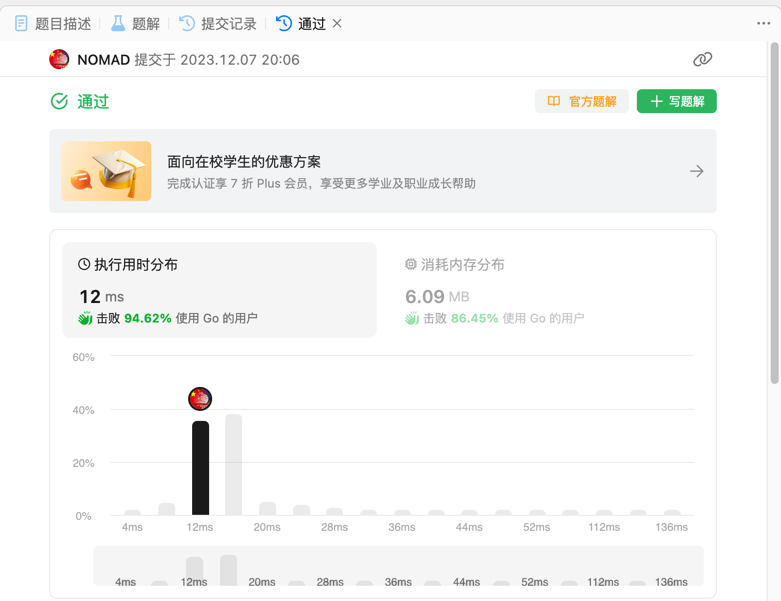 题目描述 题解 提交记录 通过
NOMAD 提交于 2023.12.07 20:06
通过 官方题解 写题解
面向在校学生的优惠方案
完成认证享 7 折 Plus 会员，享受更多学业及职业成长帮助
执行用时分布 消耗内存分布
12 ms 6.09 MB
击败 94.62% 使用 Go 的用户 击败 86.45% 使用 Go 的用户
60%
40%
20%
0%
4ms 12ms 20ms 28ms 36ms 44ms 52ms 112ms 136ms
4ms 12ms 20ms 28ms 36ms 44ms 52ms 112ms 136ms